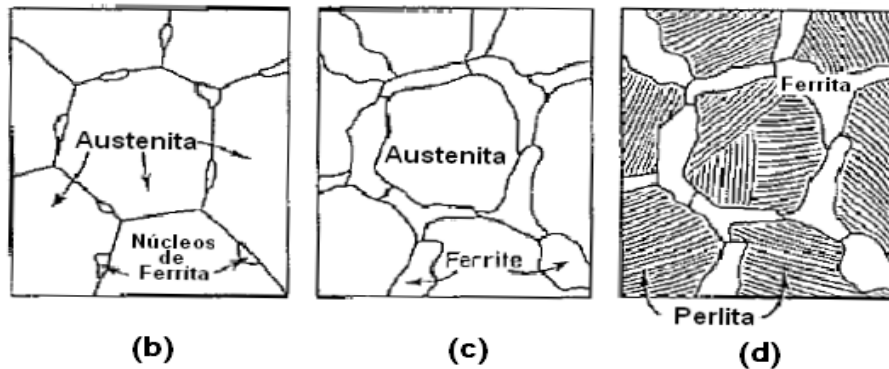 Austenita
Núcleos
de
Ferrita
(b)
Austenita
Ferrite
(c)
Ferrita
Perlita
(d)